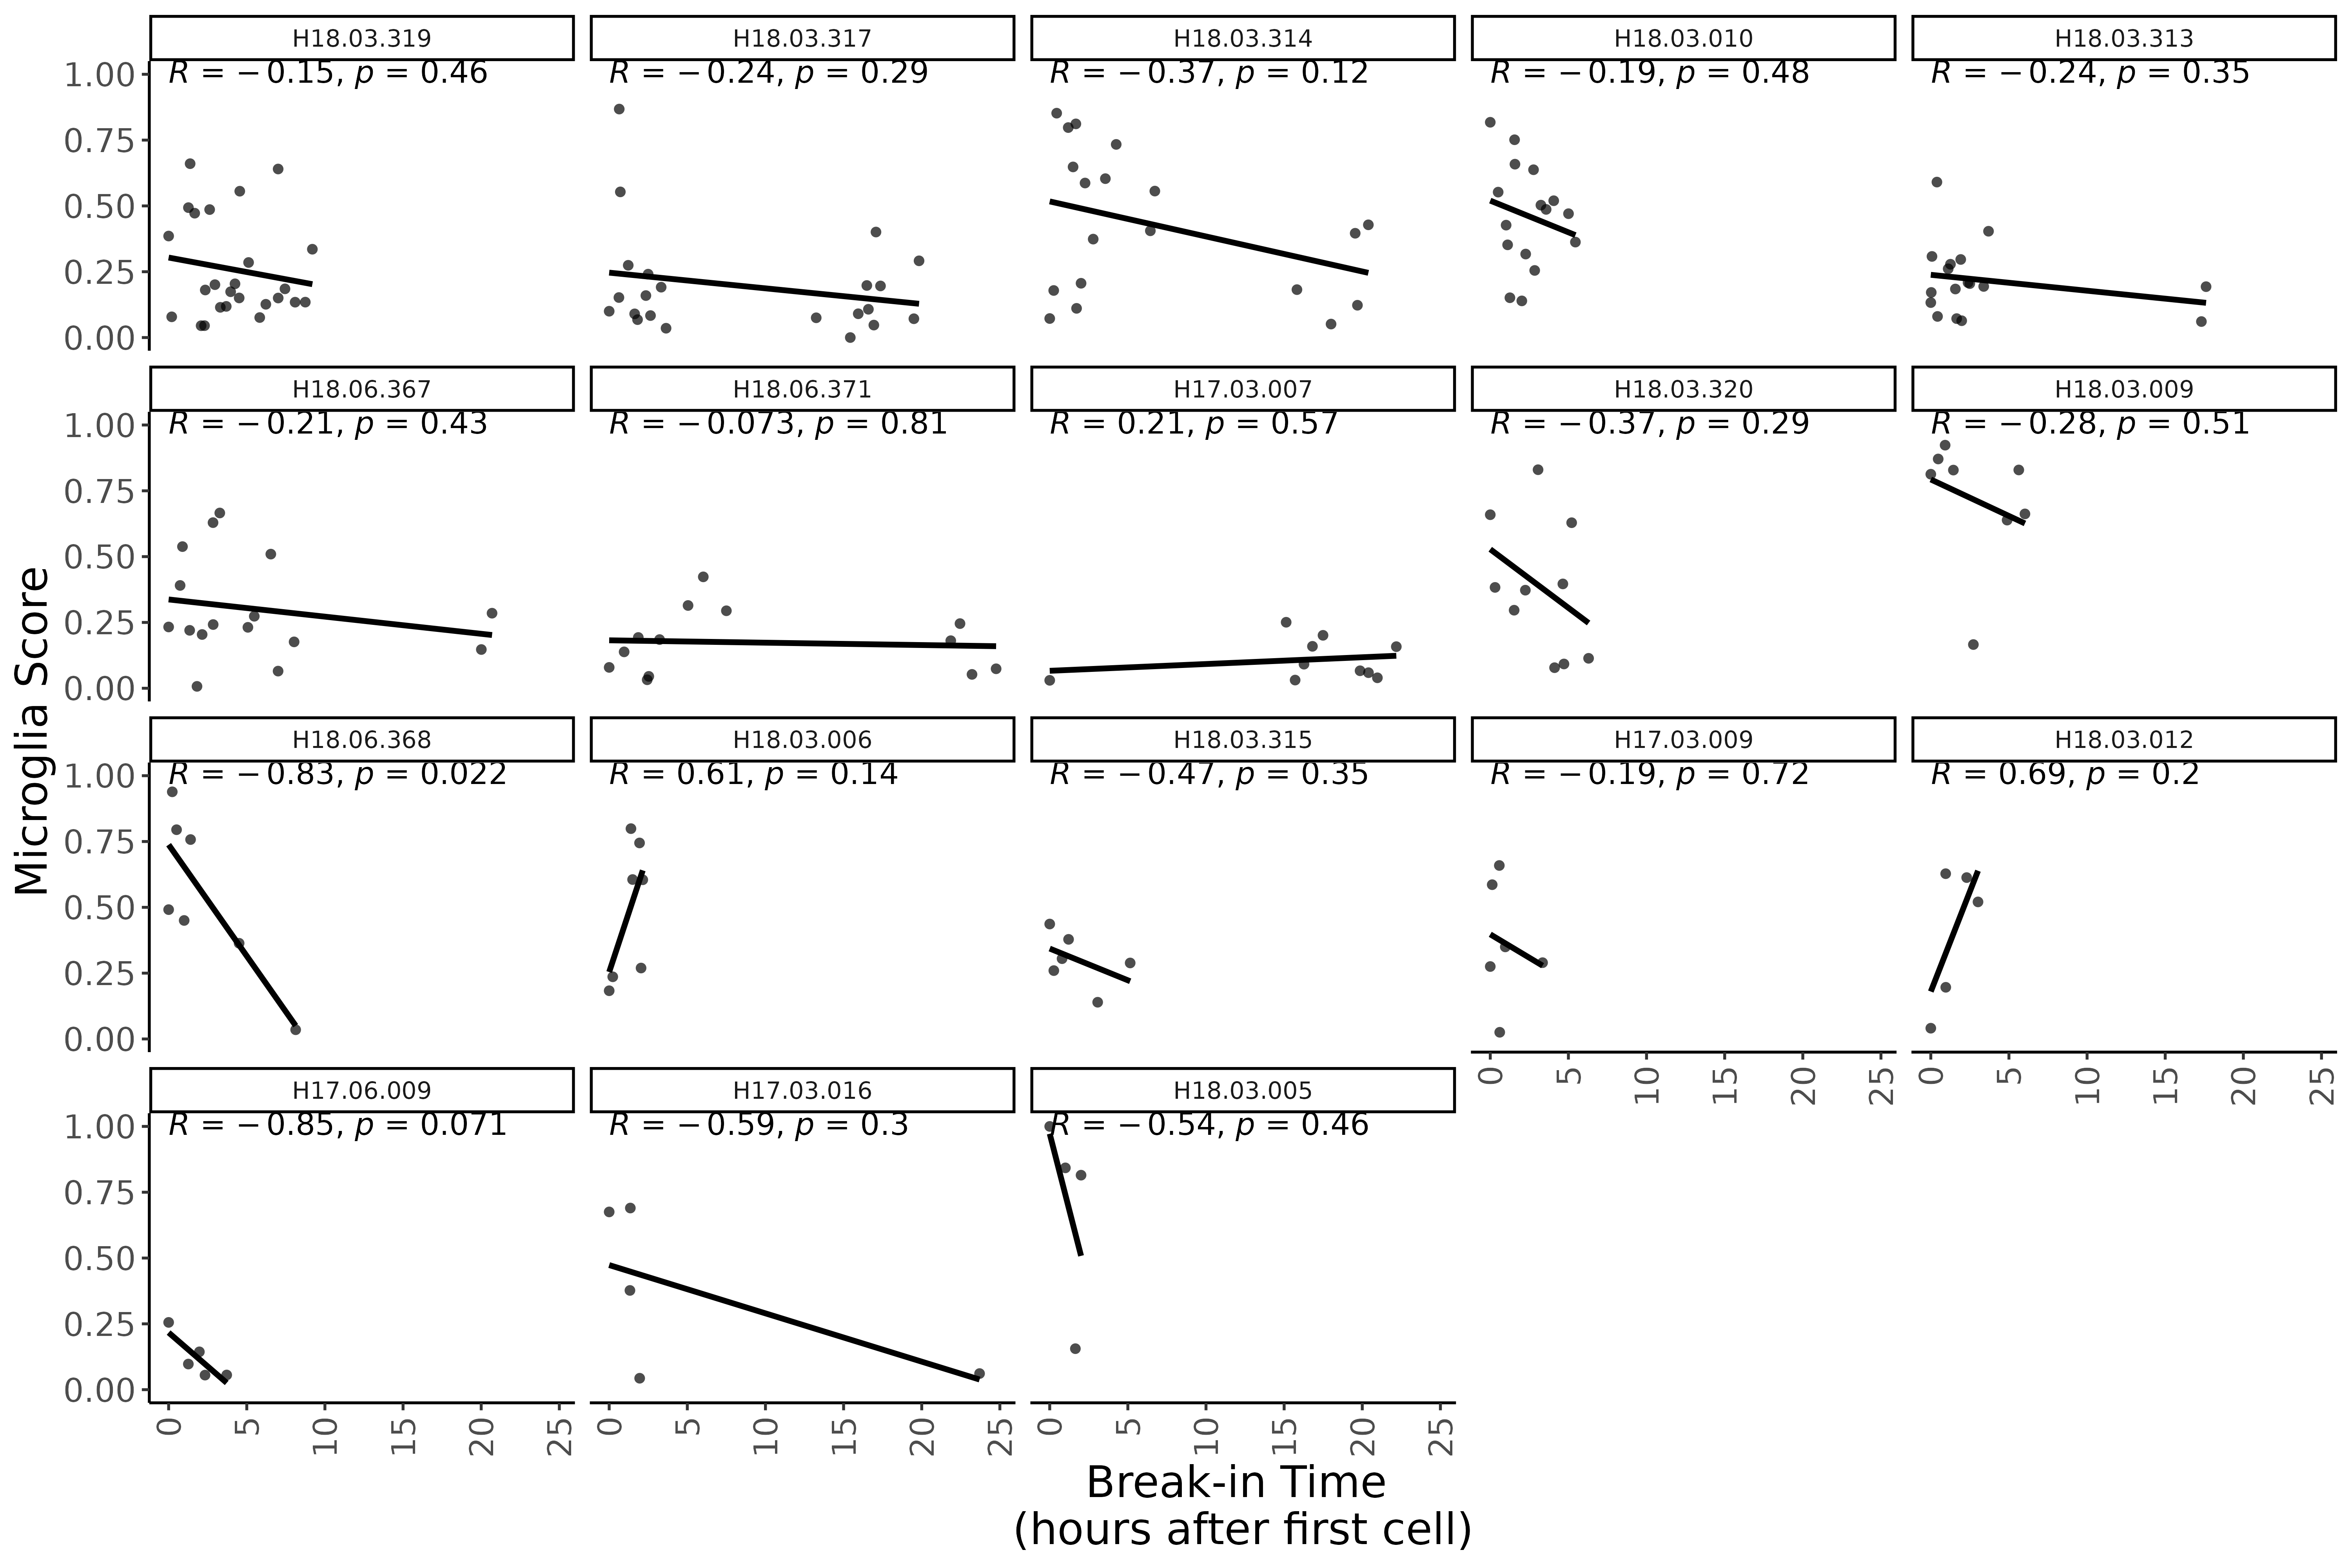 H18.03.319 H18.03.317 H18.03.314 H18.03.010 H18.03.313
R = −0.15, p = 0.46 R = −0.24, p = 0.29 R = −0.37, p = 0.12 R = −0.19, p = 0.48 R = −0.24, p = 0.35
1.00
0.75
0.50
0.25
0.00
H18.06.367 H18.06.371 H17.03.007 H18.03.320 H18.03.009
R = −0.21, p = 0.43 R = −0.073, p = 0.81 R = 0.21, p = 0.57 R = −0.37, p = 0.29 R = −0.28, p = 0.51
1.00
0.75
0.50
0.25
0.00
Microglia Score
H18.06.368 H18.03.006 H18.03.315 H17.03.009 H18.03.012
R = −0.83, p = 0.022 R = 0.61, p = 0.14 R = −0.47, p = 0.35 R = −0.19, p = 0.72 R = 0.69, p = 0.2
1.00
0.75
0.50
0.25
0.00
0 5 10 15 20 25 0 5 10 15 20 25
H17.06.009 H17.03.016 H18.03.005
R = −0.85, p = 0.071 R = −0.59, p = 0.3 R = −0.54, p = 0.46
1.00
0.75
0.50
0.25
0.00
0 5 10 15 20 25 0 5 10 15 20 25 0 5 10 15 20 25
Break-in Time
(hours after first cell)